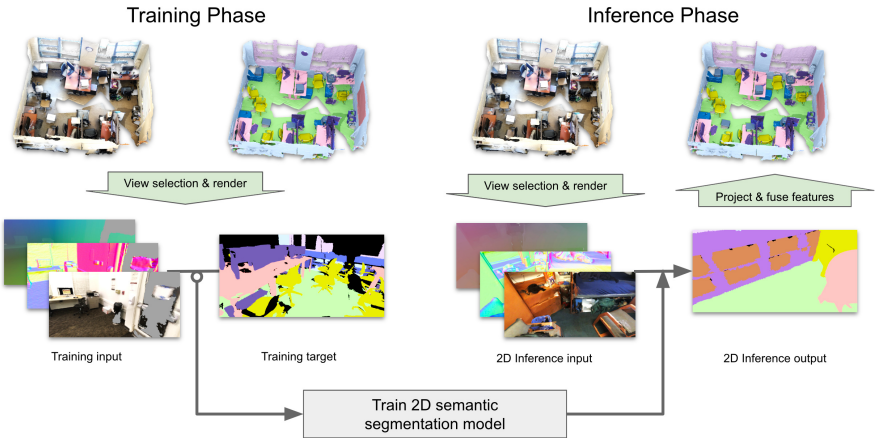 Training Phase
Inference Phase
View selection & render
View selection & render
Project & fuse features
Training input
Training target
2D Inference input
2D Inference output
Train 2D semantic
segmentation model